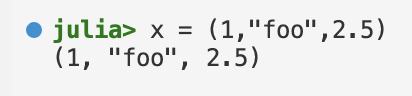 julia> x = (1,"foo",2.5)
(1, "foo", 2.5)